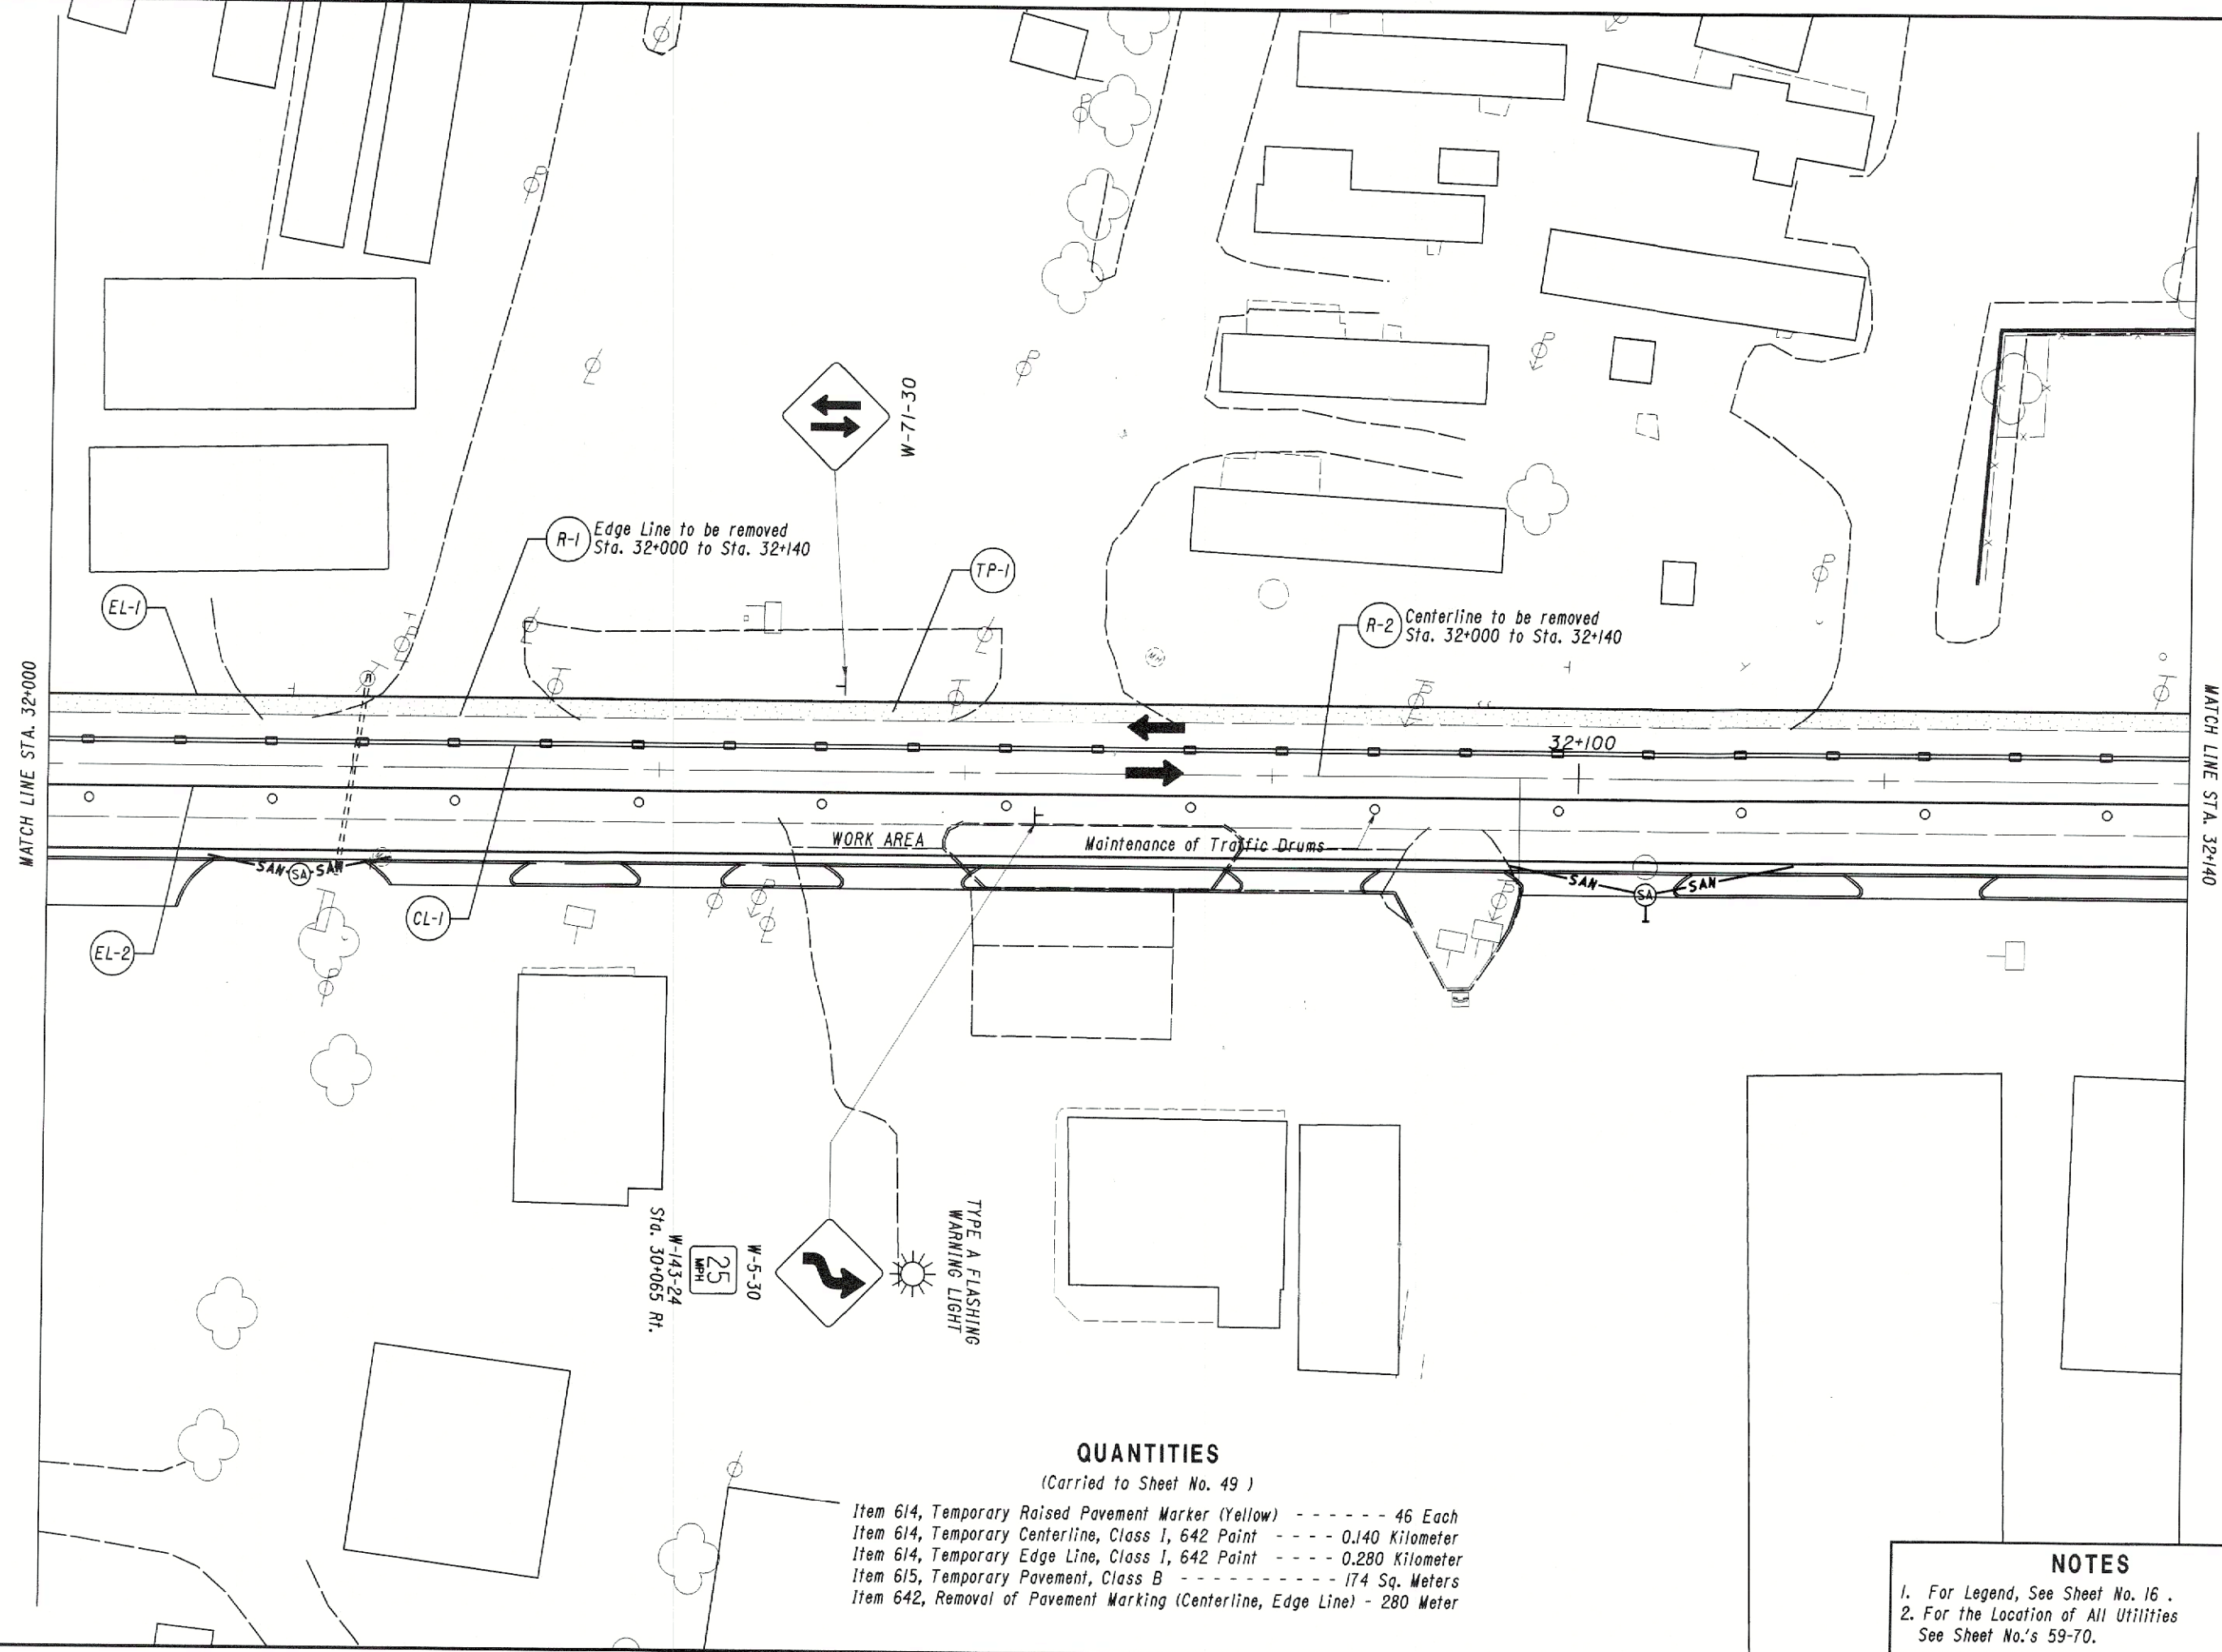 W-71-30
R-1
Edge Line to be removed
Sta. 32+000 to Sta. 32+140
TP-1
EL-1
R-2
Centerline to be removed
Sta. 32+000 to Sta. 32+140
MH
MATCH LINE STA. 32+000
MATCH LINE STA. 32+140
32+100
WORK AREA
Maintenance of Traffic Drums
SAN SA SAN
SAN SA SAN
CL-1
EL-2
TYPE A FLASHING
WARNING LIGHT
W-5-30
25
MPH
W-143-24
Sta. 30+065 Rt.
QUANTITIES
(Carried to Sheet No. 49 )
Item 614, Temporary Raised Pavement Marker (Yellow) - - - - - - 46 Each
Item 614, Temporary Centerline, Class I, 642 Paint - - - - 0.140 Kilometer
Item 614, Temporary Edge Line, Class I, 642 Paint - - - - 0.280 Kilometer
Item 615, Temporary Pavement, Class B - - - - - - - - - - 174 Sq. Meters
Item 642, Removal of Pavement Marking (Centerline, Edge Line) - 280 Meter
NOTES
1. For Legend, See Sheet No. 16 .
2. For the Location of All Utilities
See Sheet No.'s 59-70.